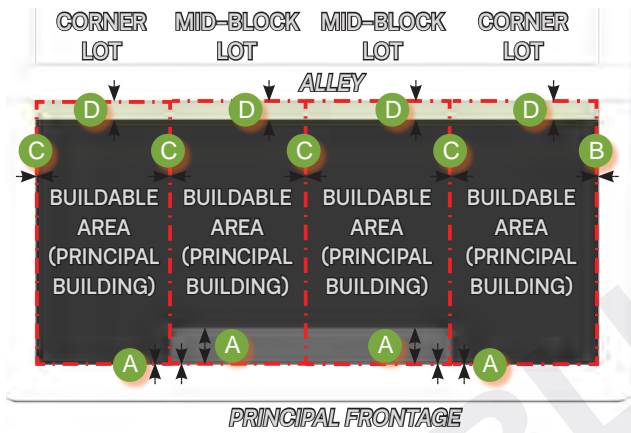 CORNER LOT
MID–BLOCK LOT
MID–BLOCK LOT
CORNER LOT
ALLEY
D
D
D
D
C
C
C
C
B
BUILDABLE AREA (PRINCIPAL BUILDING)
BUILDABLE AREA (PRINCIPAL BUILDING)
BUILDABLE AREA (PRINCIPAL BUILDING)
BUILDABLE AREA (PRINCIPAL BUILDING)
A
A
A
A
PRINCIPAL FRONTAGE